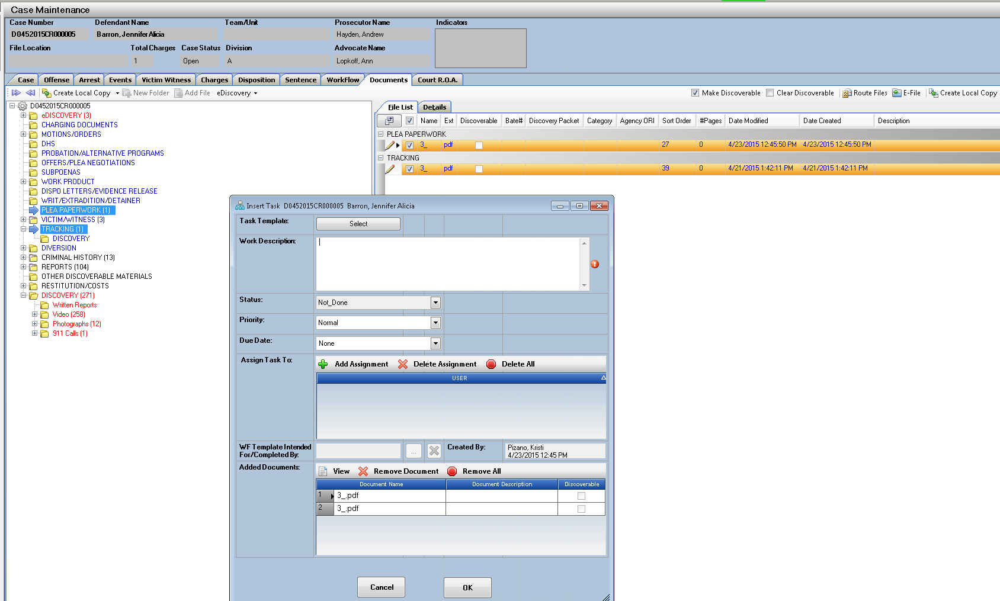 Case Maintenance
Case Number Defendant Name Team/Unit Prosecutor Name Indicators
D0452015CR000005 Barron, Jennifer Alicia Hayden, Andrew
File Location Total Charges Case Status Division Advocate Name
1 Open A Lopkoff, Ann
Case Offense Arrest Events Victim Witness Charges Disposition Sentence WorkFlow Documents Court R.O.A.
Create Local Copy New Folder Add File eDiscovery Make Discoverable Clear Discoverable Route Files E-File Create Local Copy
D0452015CR000005
eDISCOVERY (3)
CHARGING DOCUMENTS
MOTIONS/ORDERS
DHS
PROBATION/ALTERNATIVE PROGRAMS
OFFERS/PLEA NEGOTIATIONS
SUBPOENAS
WORK PRODUCT
DISPO LETTERS/EVIDENCE RELEASE
WRIT/EXTRADITION/DETAINER
PLEA PAPERWORK (1)
VICTIM/WITNESS (3)
TRACKING (1)
DISCOVERY
DIVERSION
CRIMINAL HISTORY (13)
REPORTS (104)
OTHER DISCOVERABLE MATERIALS
RESTITUTION/COSTS
DISCOVERY (271)
Written Reports
Video (258)
Photographs (12)
911 Calls (1)
File List Details
Name Ext Discoverable Bate# Discovery Packet Category Agency ORI Sort Order #Pages Date Modified Date Created Description
PLEA PAPERWORK
3_ pdf 27 0 4/23/2015 12:45:50 PM 4/23/2015 12:45:50 PM
TRACKING
3_ pdf 39 0 4/21/2015 1:42:11 PM 4/21/2015 1:42:11 PM
Insert Task D0452015CR000005 Barron, Jennifer Alicia
Task Template: Select
Work Description:
Status: Not_Done
Priority: Normal
Due Date: None
Assign Task To: Add Assignment Delete Assignment Delete All
USER
WF Template Intended
For/Completed By: ... Created By: Pizano, Kristi
4/23/2015 12:45 PM
Added Documents: View Remove Document Remove All
Document Name Document Description Discoverable
1 3_.pdf
2 3_.pdf
Cancel OK